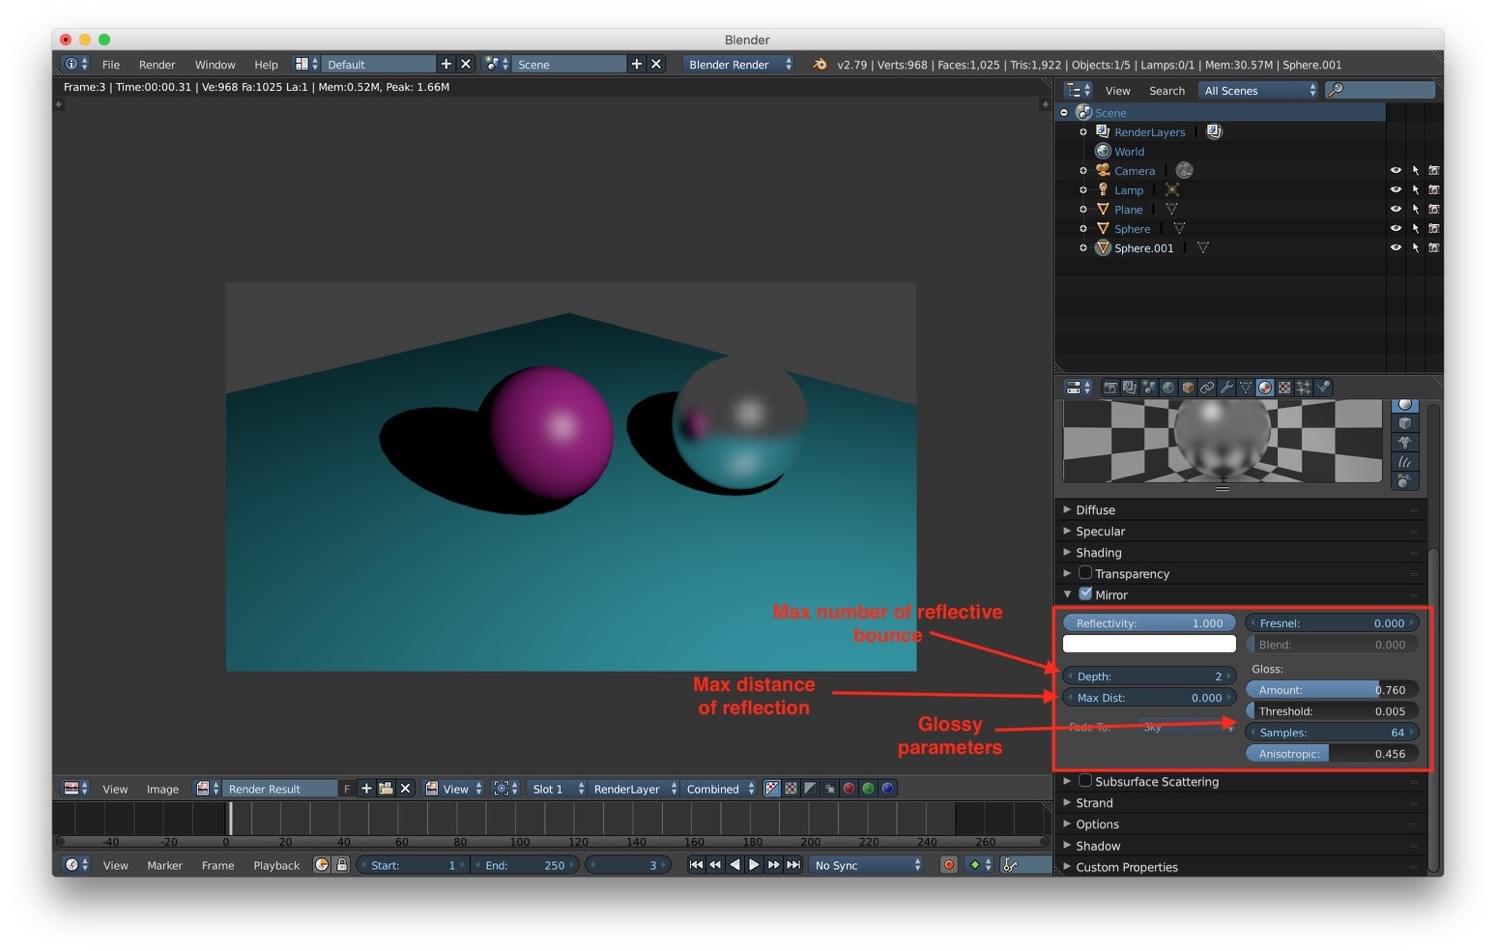 Blender
File Render Window Help Default Scene Blender Render v2.79 | Verts:968 | Faces:1,025 | Tris:1,922 | Objects:1/5 | Lamps:0/1 | Mem:30.57M | Sphere.001
Frame:3 | Time:00:00.31 | Ve:968 Fa:1025 La:1 | Mem:0.52M, Peak: 1.66M
View Search All Scenes
Scene
RenderLayers
World
Camera
Lamp
Plane
Sphere
Sphere.001
Diffuse
Specular
Shading
Transparency
Mirror
Reflectivity: 1.000
Fresnel: 0.000
Blend: 0.000
Depth: 2
Max Dist: 0.000
Fade To: Sky
Gloss:
Amount: 0.760
Threshold: 0.005
Samples: 64
Anisotropic: 0.456
Max number of reflective
bounce
Max distance
of reflection
Glossy
parameters
Subsurface Scattering
Strand
Options
Shadow
Custom Properties
View Image Render Result F View Slot 1 RenderLayer Combined
-40 -20 0 20 40 60 80 100 120 140 160 180 200 220 240 260
View Marker Frame Playback Start: 1 End: 250 3 No Sync